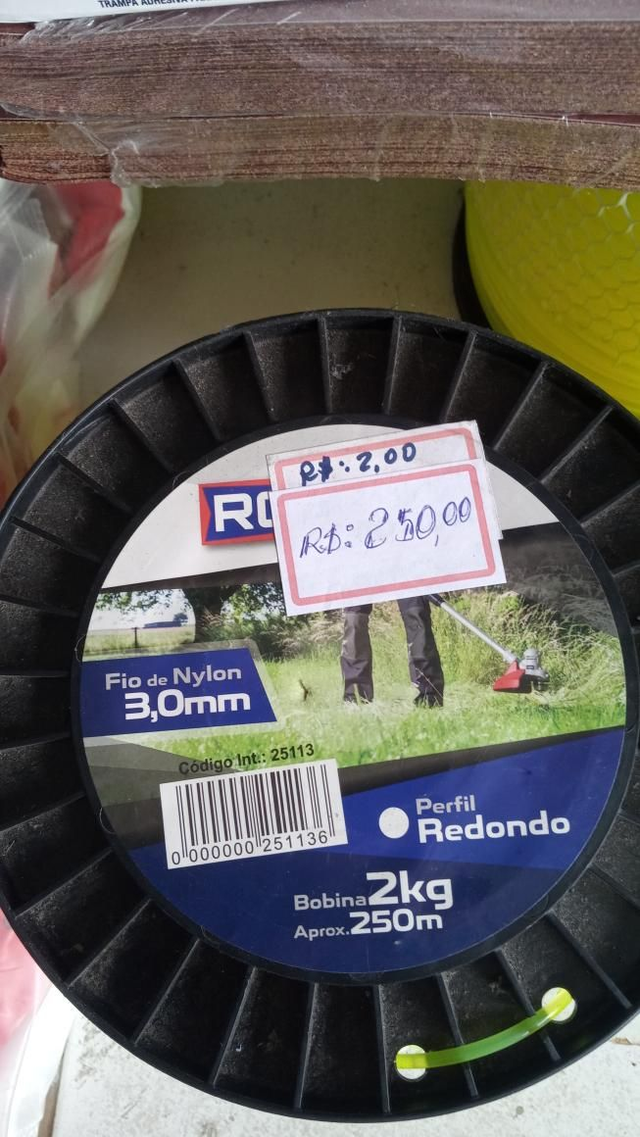 TRAMPA ADHESIVA
R$:2,00
R$:250,00
Fio de Nylon
3,0mm
Código Int.: 25113
0 000000 251136
Perfil
Redondo
Bobina 2kg
Aprox. 250m